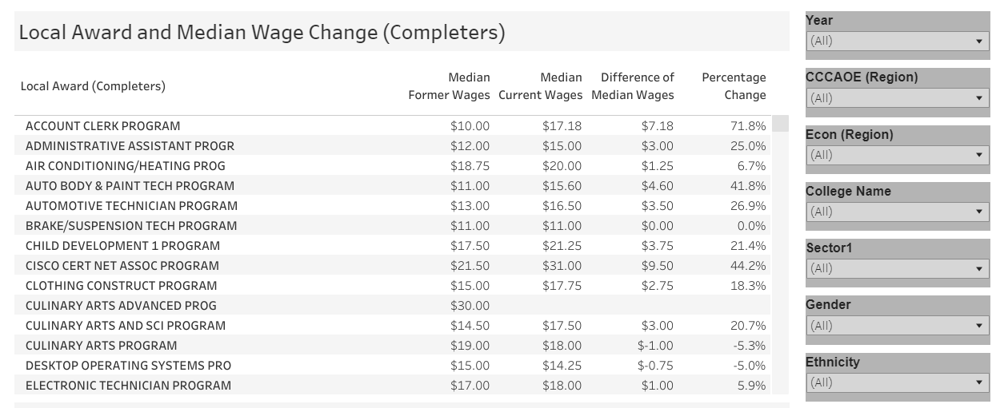 Local Award and Median Wage Change (Completers)
Local Award (Completers) Median Former Wages Median Current Wages Difference of Median Wages Percentage Change
ACCOUNT CLERK PROGRAM $10.00 $17.18 $7.18 71.8%
ADMINISTRATIVE ASSISTANT PROGR $12.00 $15.00 $3.00 25.0%
AIR CONDITIONING/HEATING PROG $18.75 $20.00 $1.25 6.7%
AUTO BODY & PAINT TECH PROGRAM $11.00 $15.60 $4.60 41.8%
AUTOMOTIVE TECHNICIAN PROGRAM $13.00 $16.50 $3.50 26.9%
BRAKE/SUSPENSION TECH PROGRAM $11.00 $11.00 $0.00 0.0%
CHILD DEVELOPMENT 1 PROGRAM $17.50 $21.25 $3.75 21.4%
CISCO CERT NET ASSOC PROGRAM $21.50 $31.00 $9.50 44.2%
CLOTHING CONSTRUCT PROGRAM $15.00 $17.75 $2.75 18.3%
CULINARY ARTS ADVANCED PROG $30.00
CULINARY ARTS AND SCI PROGRAM $14.50 $17.50 $3.00 20.7%
CULINARY ARTS PROGRAM $19.00 $18.00 $-1.00 -5.3%
DESKTOP OPERATING SYSTEMS PRO $15.00 $14.25 $-0.75 -5.0%
ELECTRONIC TECHNICIAN PROGRAM $17.00 $18.00 $1.00 5.9%
Year
(All)
CCCAOE (Region)
(All)
Econ (Region)
(All)
College Name
(All)
Sector1
(All)
Gender
(All)
Ethnicity
(All)